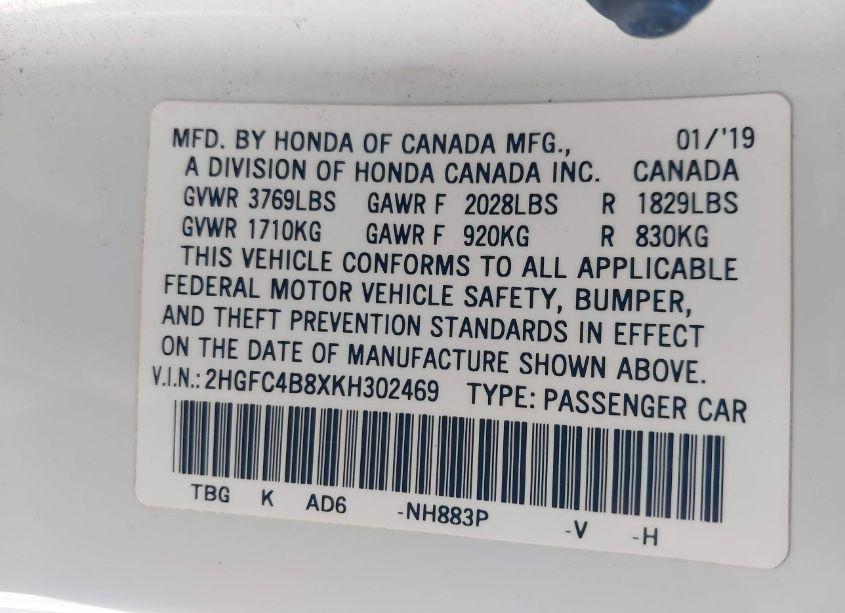 MFD. BY HONDA OF CANADA MFG., 01/'19
A DIVISION OF HONDA CANADA INC. CANADA
GVWR 3769LBS GAWR F 2028LBS R 1829LBS
GVWR 1710KG GAWR F 920KG R 830KG
THIS VEHICLE CONFORMS TO ALL APPLICABLE
FEDERAL MOTOR VEHICLE SAFETY, BUMPER,
AND THEFT PREVENTION STANDARDS IN EFFECT
ON THE DATE OF MANUFACTURE SHOWN ABOVE.
V.I.N.: 2HGFC4B8XKH302469 TYPE: PASSENGER CAR
TBG K AD6 -NH883P -V -H